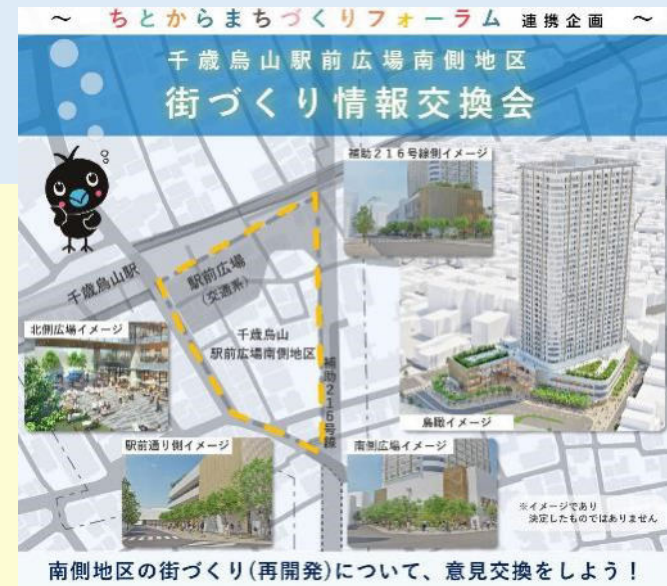 ～ ちとからまちづくりフォーラム 連携企画 ～
千歳烏山駅前広場南側地区
街づくり情報交換会
補助２１６号線側イメージ
千歳烏山駅
駅前広場
(交通系)
北側広場イメージ
千歳烏山
駅前広場南側地区
補助２１６号線
鳥瞰イメージ
駅前通り側イメージ
南側広場イメージ
※イメージであり
決定したものではありません
南側地区の街づくり(再開発)について、意見交換をしよう！